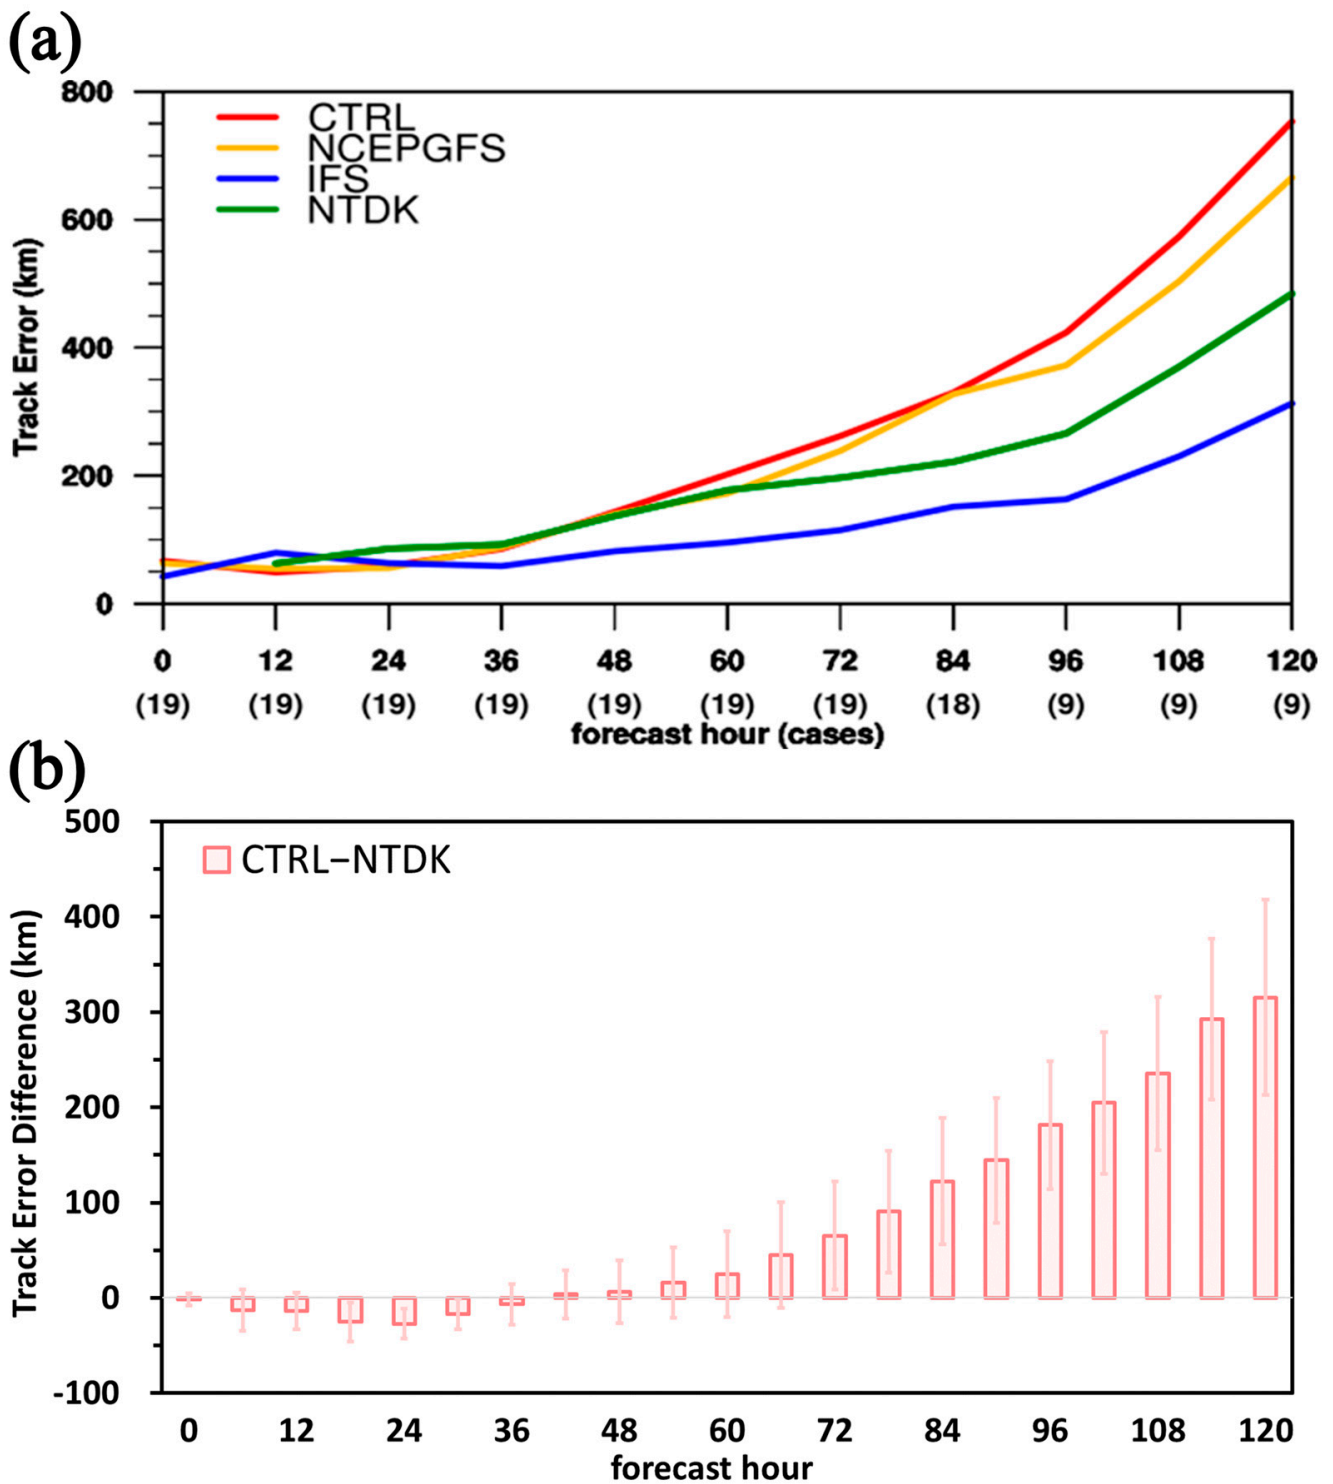 (a)
800
600
400
200
0
Track Error (km)
CTRL
NCEPGFS
IFS
NTDK
0 12 24 36 48 60 72 84 96 108 120
(19) (19) (19) (19) (19) (19) (19) (18) (9) (9) (9)
forecast hour (cases)
(b)
500
400
300
200
100
0
-100
Track Error Difference (km)
CTRL−NTDK
0 12 24 36 48 60 72 84 96 108 120
forecast hour